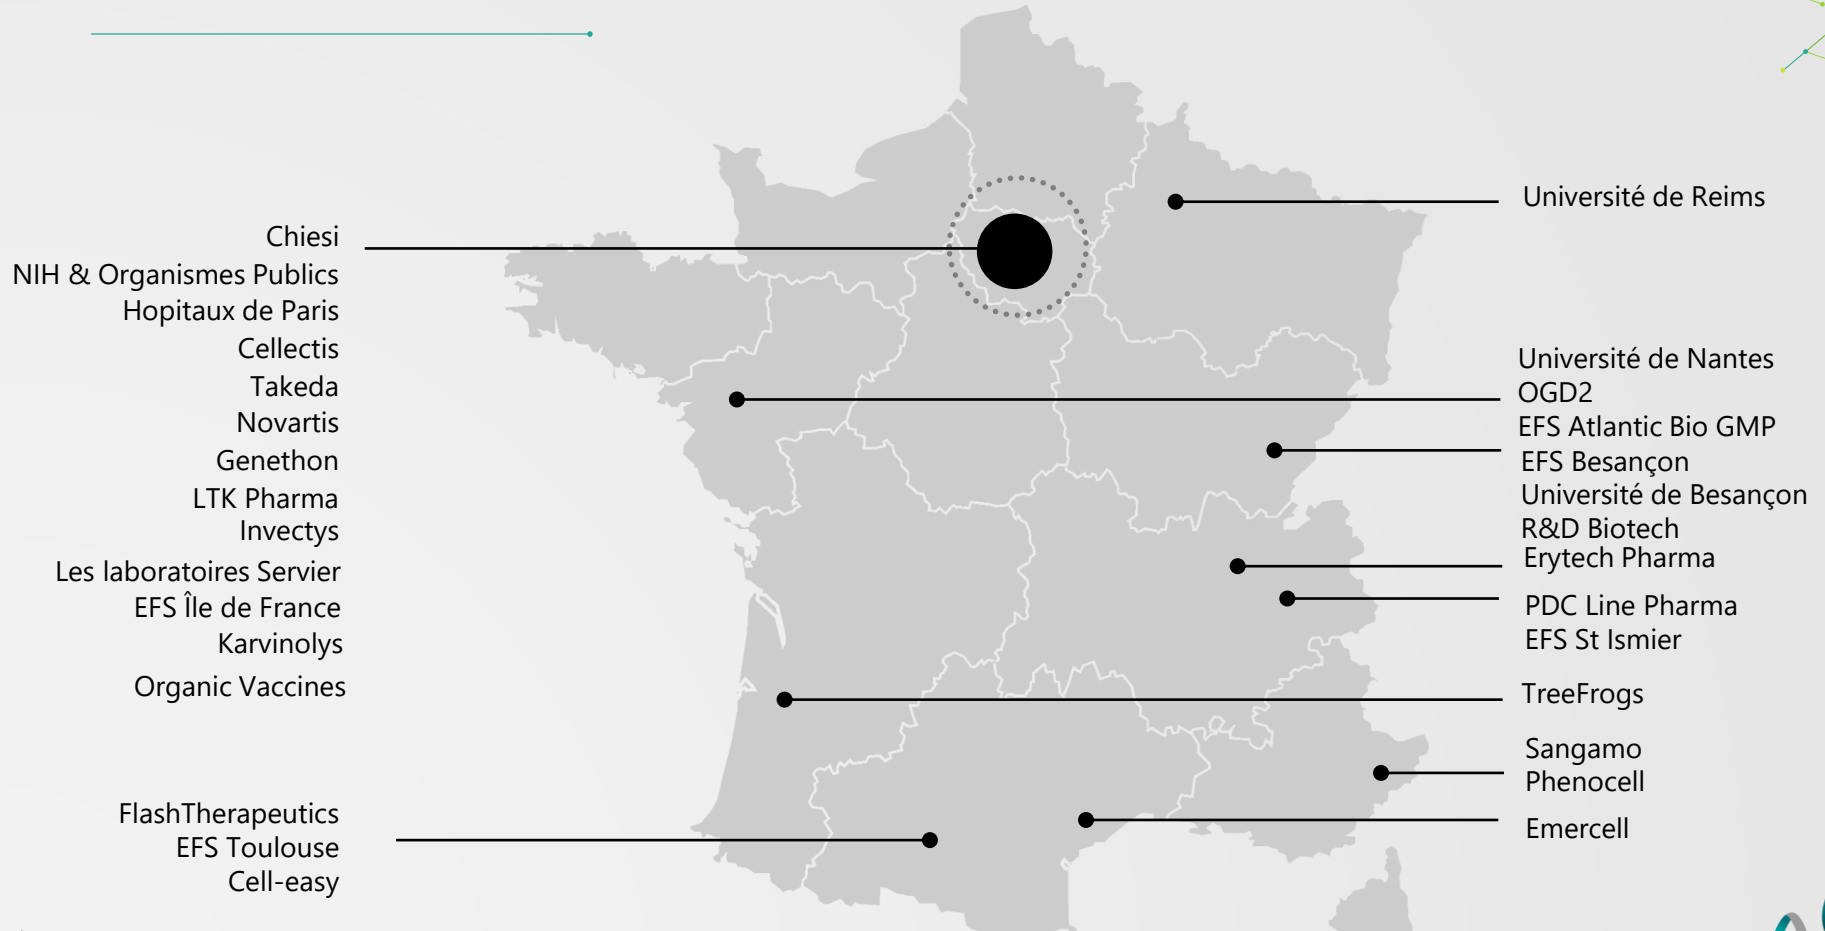 Chiesi
NIH & Organismes Publics
Hopitaux de Paris
Cellectis
Takeda
Novartis
Genethon
LTK Pharma
Invectys
Les laboratoires Servier
EFS Île de France
Karvinolys
Organic Vaccines
FlashTherapeutics
EFS Toulouse
Cell-easy
Université de Reims
Université de Nantes
OGD2
EFS Atlantic Bio GMP
EFS Besançon
Université de Besançon
R&D Biotech
Erytech Pharma
PDC Line Pharma
EFS St Ismier
TreeFrogs
Sangamo
Phenocell
Emercell